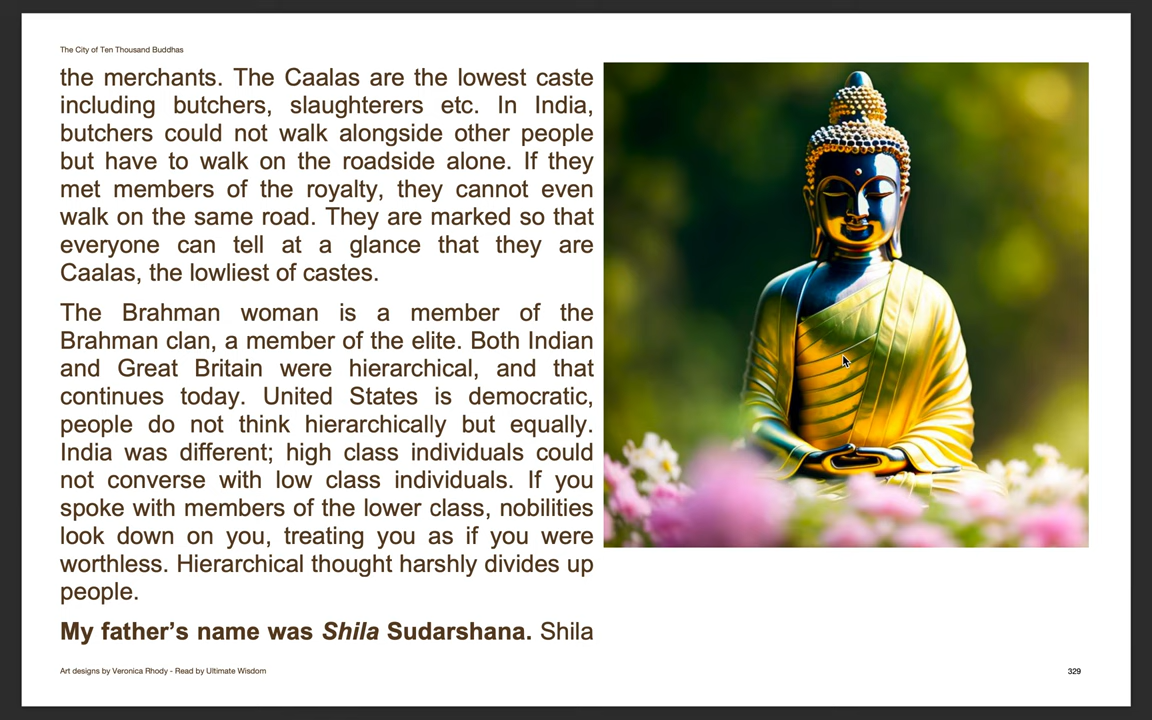 The City of Ten Thousand Buddhas
the merchants. The Caalas are the lowest caste
including butchers, slaughterers etc. In India,
butchers could not walk alongside other people
but have to walk on the roadside alone. If they
met members of the royalty, they cannot even
walk on the same road. They are marked so that
everyone can tell at a glance that they are
Caalas, the lowliest of castes.
The Brahman woman is a member of the
Brahman clan, a member of the elite. Both Indian
and Great Britain were hierarchical, and that
continues today. United States is democratic,
people do not think hierarchically but equally.
India was different; high class individuals could
not converse with low class individuals. If you
spoke with members of the lower class, nobilities
look down on you, treating you as if you were
worthless. Hierarchical thought harshly divides up
people.
My father’s name was Shila Sudarshana. Shila
Art designs by Veronica Rhody - Read by Ultimate Wisdom
329